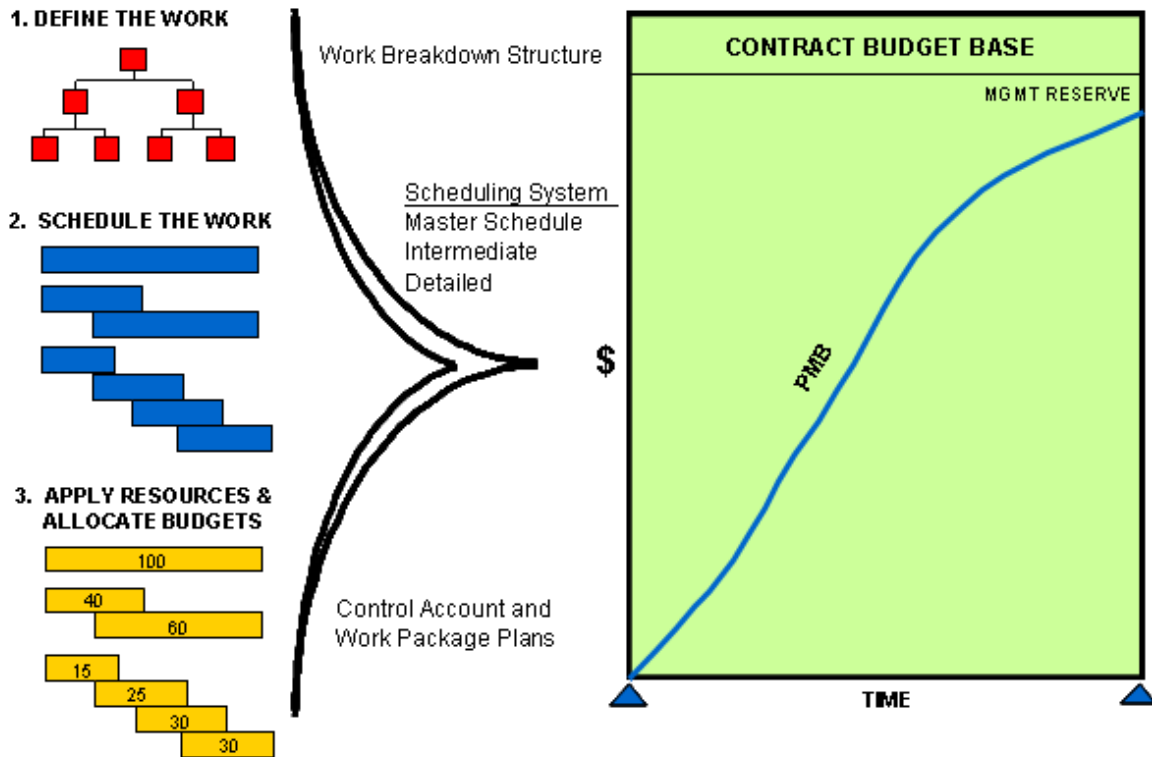 1. DEFINE THE WORK
Work Breakdown Structure
2. SCHEDULE THE WORK
Scheduling System
Master Schedule
Intermediate
Detailed
3. APPLY RESOURCES &
ALLOCATE BUDGETS
100
40
60
15
25
30
30
Control Account and
Work Package Plans
CONTRACT BUDGET BASE
MGMT RESERVE
$
PMB
TIME